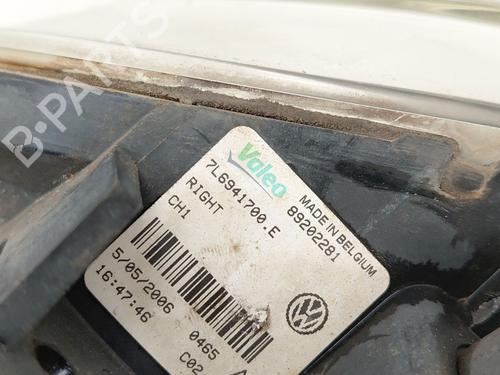 B-PARTS
Valeo
MADE IN BELGIUM
7L6941700.E
89202281
RIGHT
CH1
5/05/2006
0465
16:47:46
C02